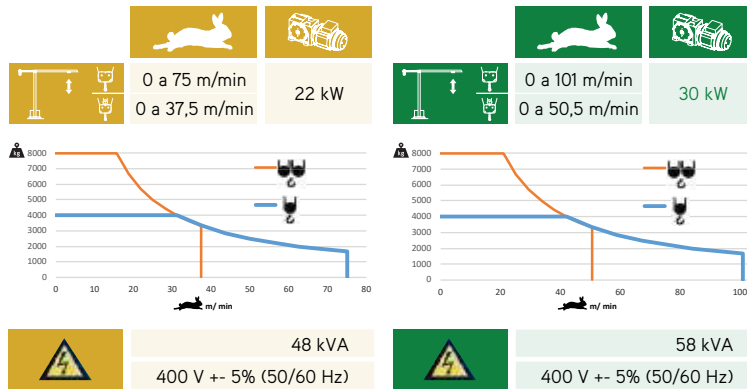 0 a 75 m/min
0 a 37,5 m/min
22 kW
0 a 101 m/min
0 a 50,5 m/min
30 kW
kg
8000
7000
6000
5000
4000
3000
2000
1000
0
0 10 20 30 40 50 60 70 80
m/ min
kg
8000
7000
6000
5000
4000
3000
2000
1000
0
0 20 40 60 80 100
m/ min
48 kVA
400 V +- 5% (50/60 Hz)
58 kVA
400 V +- 5% (50/60 Hz)